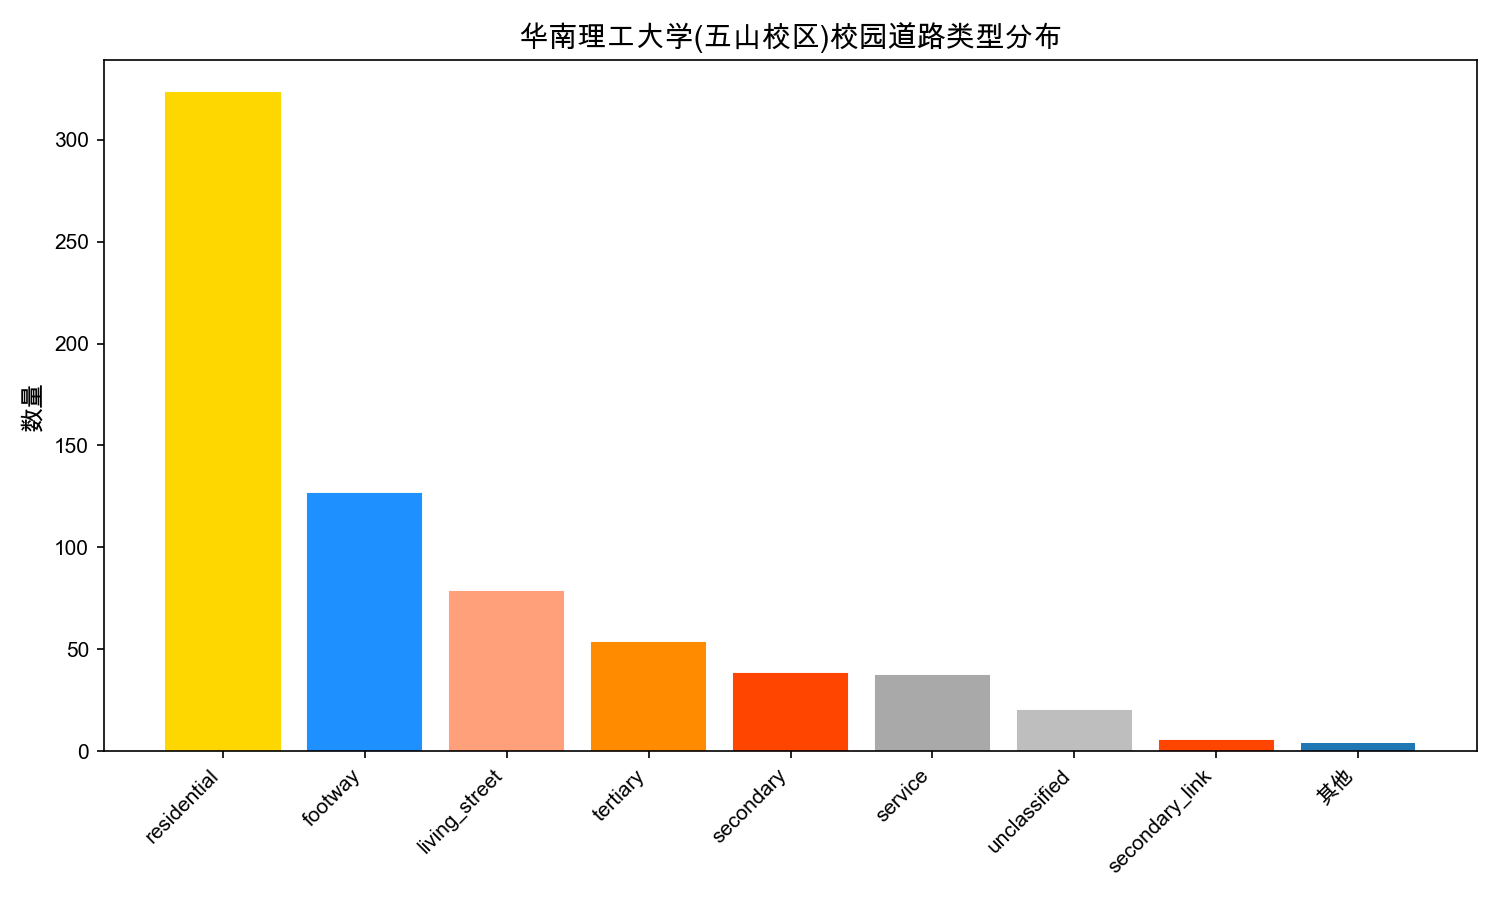 华南理工大学(五山校区)校园道路类型分布
数量
300
250
200
150
100
50
0
residential
footway
living_street
tertiary
secondary
service
unclassified
secondary_link
其他